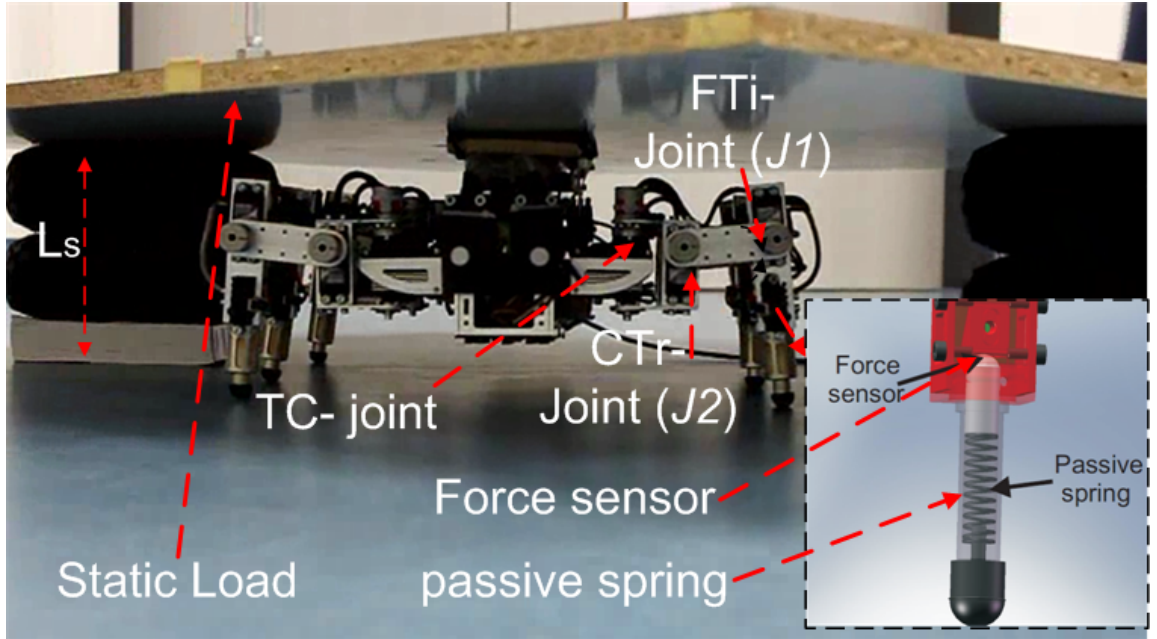 FTi-
Joint (J1)
Ls
CTr-
Joint (J2)
TC- joint
Force
sensor
Passive
spring
Force sensor
passive spring
Static Load